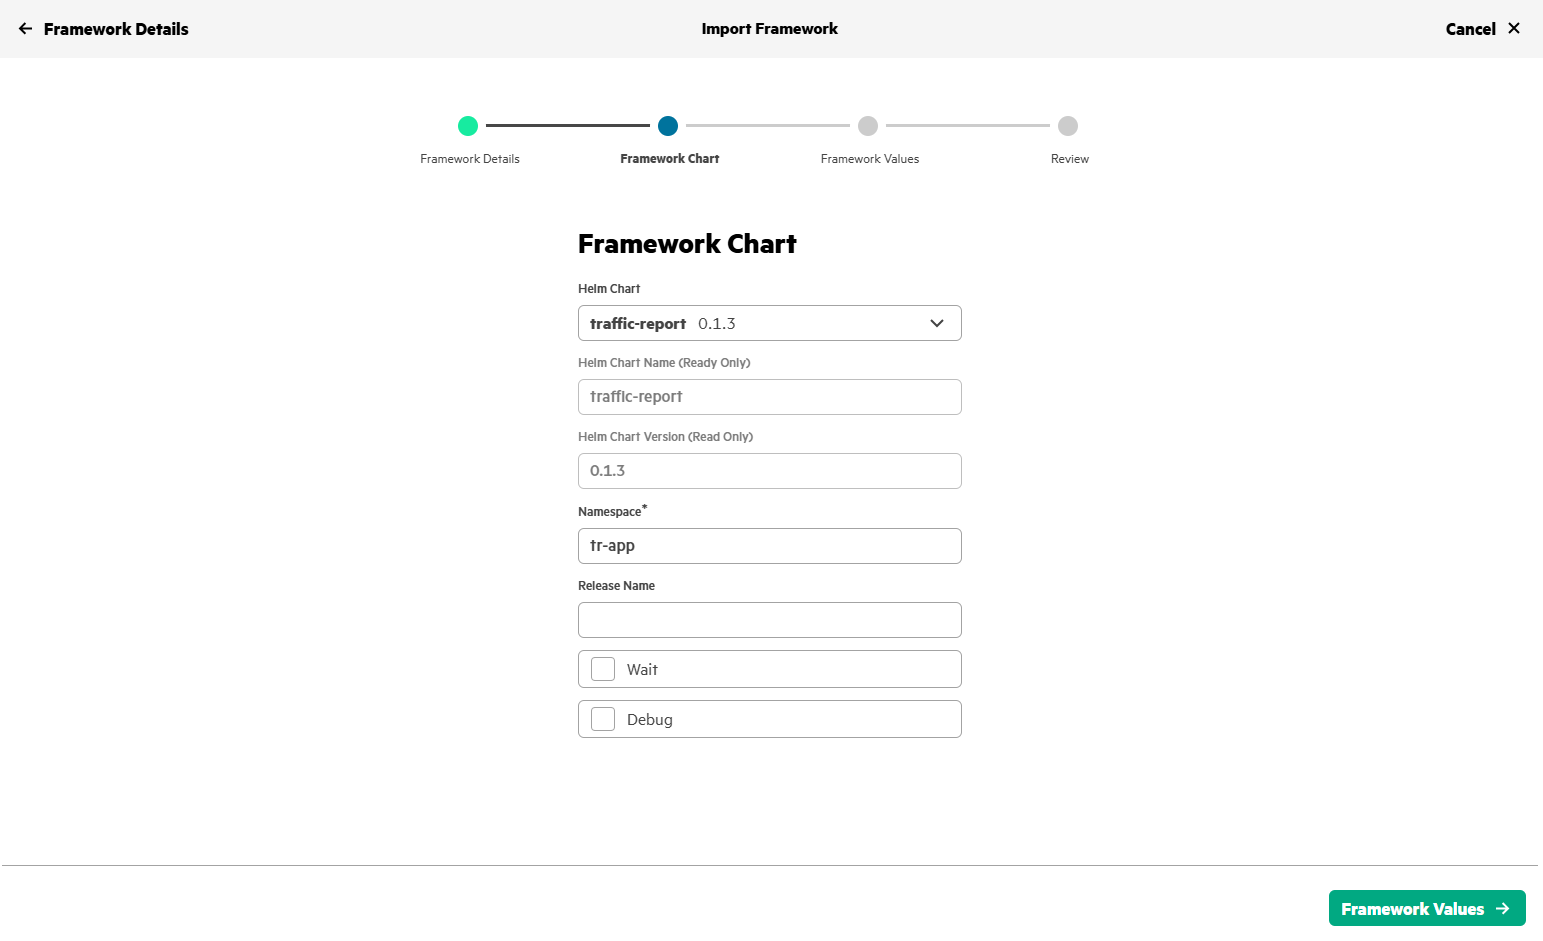 Framework Details
Import Framework
Cancel
Framework Details
Framework Chart
Framework Values
Review
Framework Chart
Helm Chart
traffic-report 0.1.3
Helm Chart Name (Ready Only)
traffic-report
Helm Chart Version (Read Only)
0.1.3
Namespace*
tr-app
Release Name
Wait
Debug
Framework Values